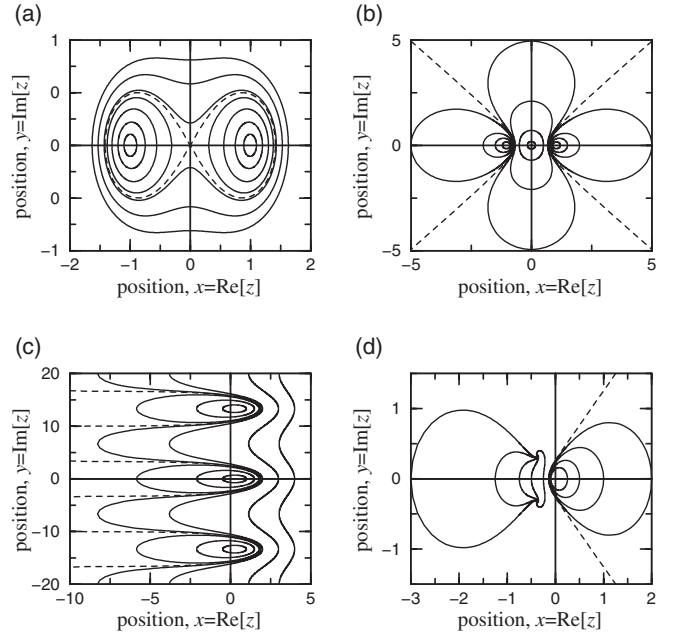 (a)
1
0
0
0
-1
-2
-1
0
1
2
position, y=Im[z]
position, x=Re[z]
(b)
5
0
-5
-5
0
5
position, y=Im[z]
position, x=Re[z]
(c)
20
10
0
-10
-20
-10
-5
0
5
position, y=Im[z]
position, x=Re[z]
(d)
1
0
-1
-3
-2
-1
0
1
2
position, y=Im[z]
position, x=Re[z]